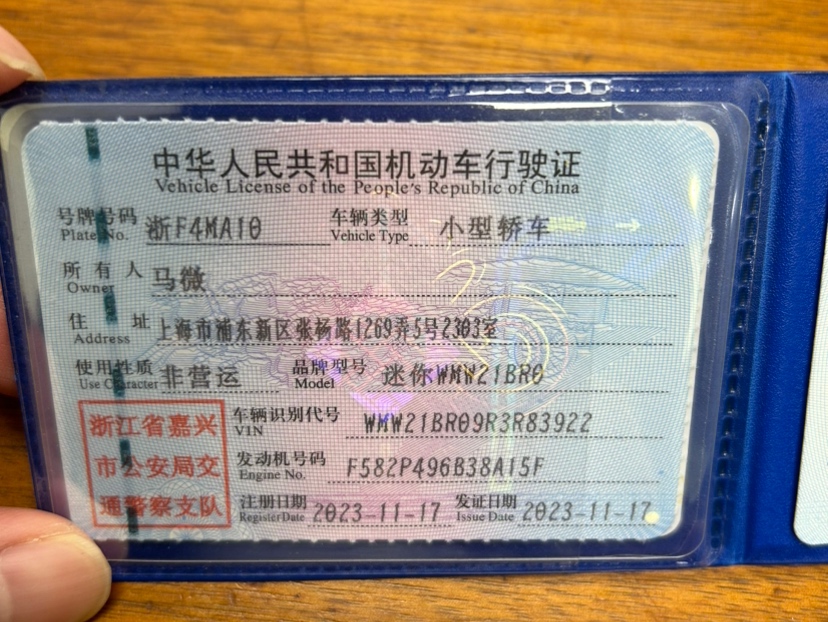 中华人民共和国机动车行驶证
Vehicle License of the People's Republic of China
号牌号码 浙F4MA10 车辆类型 小型轿车
Plate No. Vehicle Type
所有人 马微
Owner
住址 上海市浦东新区张杨路1269弄5号2303室
Address
使用性质 非营运 品牌型号 迷你WMW21BR0
Use Character Model
浙江省嘉兴
市公安局交
通警察支队
车辆识别代号 WMW21BR09R3R83922
VIN
发动机号码 F582P496B38A15F
Engine No.
注册日期 2023-11-17 发证日期 2023-11-17
Register Date Issue Date